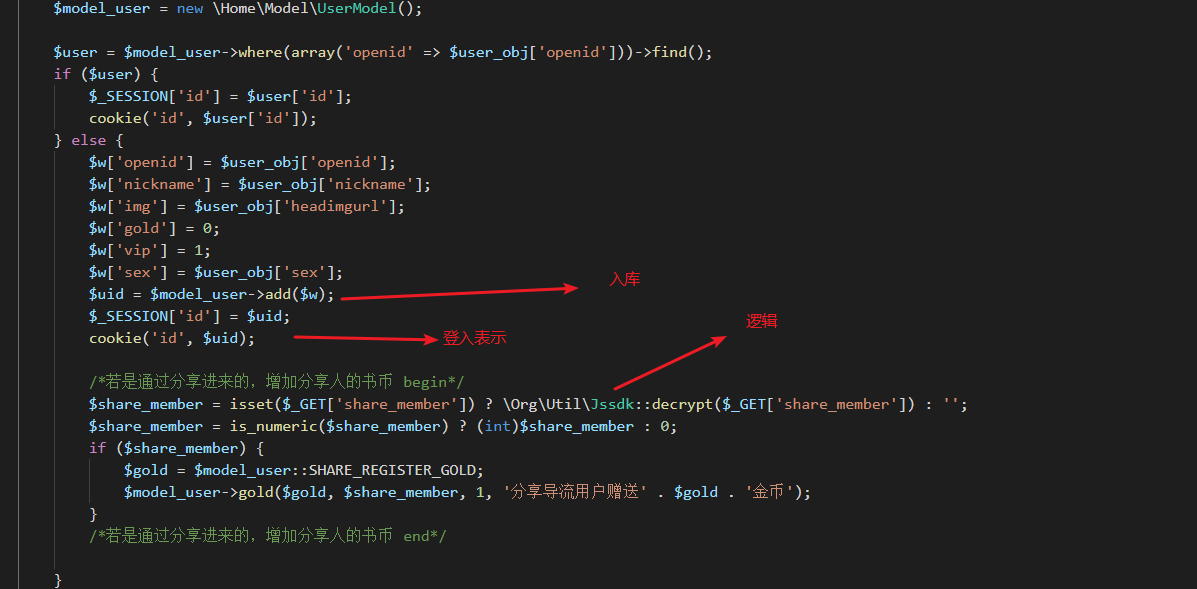 $model_user = new \Home\Model\UserModel();
$user = $model_user->where(array('openid' => $user_obj['openid']))->find();
if ($user) {
$_SESSION['id'] = $user['id'];
cookie('id', $user['id']);
} else {
$w['openid'] = $user_obj['openid'];
$w['nickname'] = $user_obj['nickname'];
$w['img'] = $user_obj['headimgurl'];
$w['gold'] = 0;
$w['vip'] = 1;
$w['sex'] = $user_obj['sex'];
入库
$uid = $model_user->add($w);
$_SESSION['id'] = $uid;
逻辑
cookie('id', $uid);
登入表示
/*若是通过分享进来的，增加分享人的书币 begin*/
$share_member = isset($_GET['share_member']) ? \Org\Util\Jssdk::decrypt($_GET['share_member']) : '';
$share_member = is_numeric($share_member) ? (int)$share_member : 0;
if ($share_member) {
$gold = $model_user::SHARE_REGISTER_GOLD;
$model_user->gold($gold, $share_member, 1, '分享导流用户赠送' . $gold . '金币');
}
/*若是通过分享进来的，增加分享人的书币 end*/
}